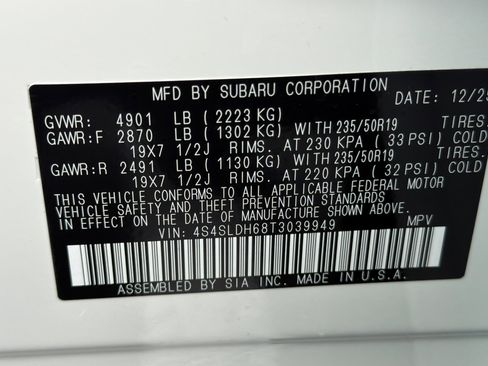 MFD. BY SUBARU CORPORATION DATE: 12/25
GVWR: 4901 LB ( 2223 KG)
GAWR:F 2870 LB ( 1302 KG) WITH 235/50R19 TIRES.
19X7 1/2J RIMS. AT 230 KPA ( 33 PSI) COLD
GAWR:R 2491 LB ( 1130 KG) WITH 235/50R19 TIRES.
19X7 1/2J RIMS. AT 220 KPA ( 32 PSI) COLD
THIS VEHICLE CONFORMS TO ALL APPLICABLE FEDERAL MOTOR
VEHICLE SAFETY AND THEFT PREVENTION STANDARDS
IN EFFECT ON THE DATE OF MANUFACTURE SHOWN ABOVE.
VIN: 4S4SLDH68T3039949 MPV
ASSEMBLED BY SIA INC. MADE IN U.S.A.